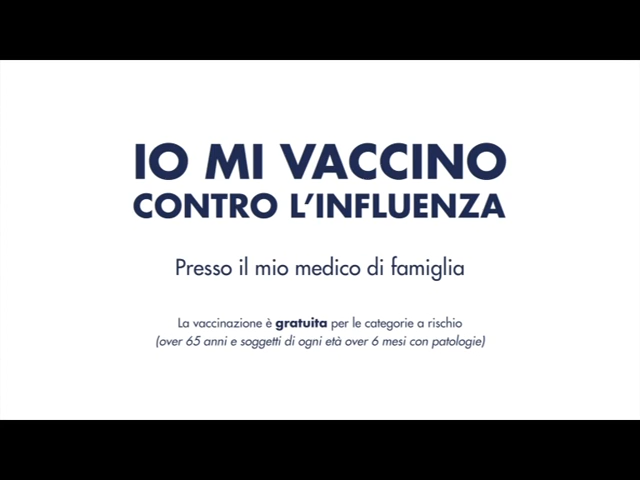 IO MI VACCINO
CONTRO L'INFLUENZA
Presso il mio medico di famiglia
La vaccinazione è gratuita per le categorie a rischio
(over 65 anni e soggetti di ogni età over 6 mesi con patologie)